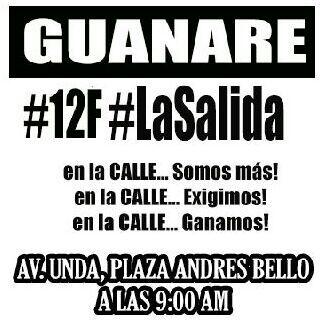 GUANARE
#12F #LaSalida
en la CALLE... Somos más!
en la CALLE... Exigimos!
en la CALLE... Ganamos!
AV. UNDA, PLAZA ANDRES BELLO
A LAS 9:00 AM